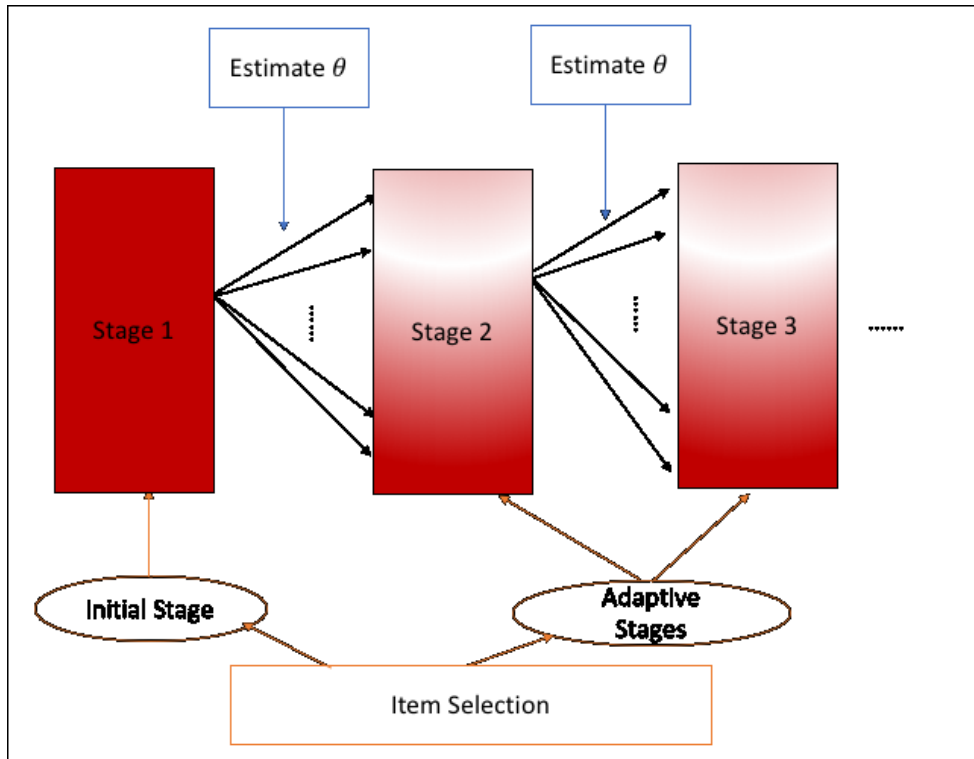 Estimate θ
Estimate θ
Stage 1
Stage 2
Stage 3
......
......
......
Initial Stage
Adaptive
Stages
Item Selection